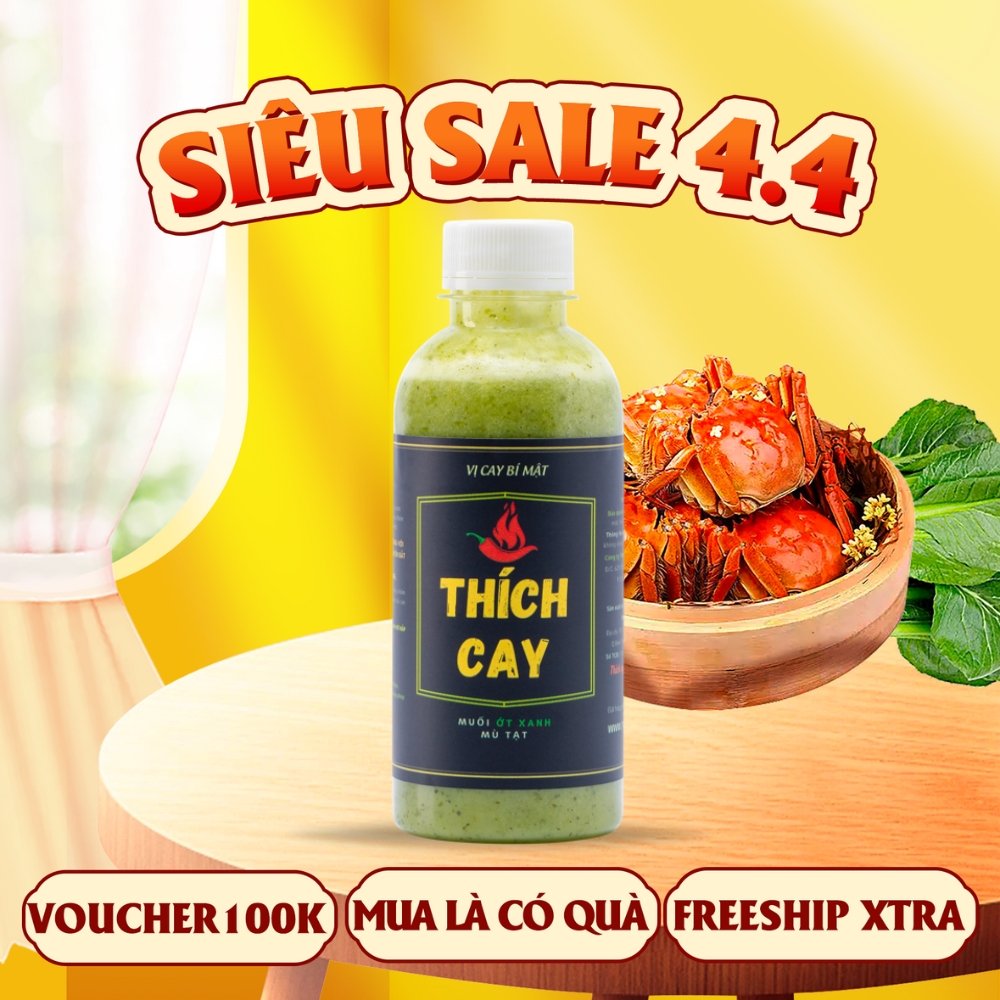 SIÊU SALE 4.4
VỊ CAY BÍ MẬT
THÍCH
CAY
MUỐI ỚT XANH
MÙ TẠT
VOUCHER100K
MUA LÀ CÓ QUÀ
FREESHIP XTRA